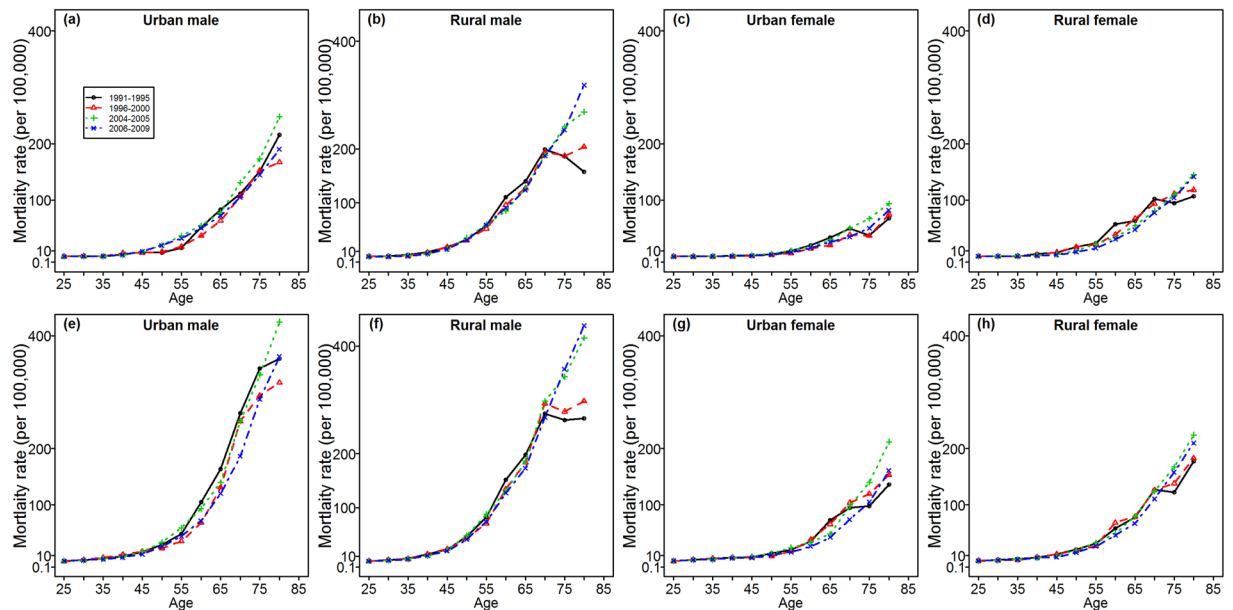 (a) Urban male
Mortlaity rate (per 100,000)
400
200
100
10
0.1
1991-1995
1996-2000
2004-2005
2006-2009
25 35 45 55 65 75 85
Age
(b) Rural male
Mortlaity rate (per 100,000)
400
200
100
10
0.1
25 35 45 55 65 75 85
Age
(c) Urban female
Mortlaity rate (per 100,000)
400
200
100
10
0.1
25 35 45 55 65 75 85
Age
(d) Rural female
Mortlaity rate (per 100,000)
400
200
100
10
0.1
25 35 45 55 65 75 85
Age
(e) Urban male
Mortlaity rate (per 100,000)
400
200
100
10
0.1
25 35 45 55 65 75 85
Age
(f) Rural male
Mortlaity rate (per 100,000)
400
200
100
10
0.1
25 35 45 55 65 75 85
Age
(g) Urban female
Mortlaity rate (per 100,000)
400
200
100
10
0.1
25 35 45 55 65 75 85
Age
(h) Rural female
Mortlaity rate (per 100,000)
400
200
100
10
0.1
25 35 45 55 65 75 85
Age